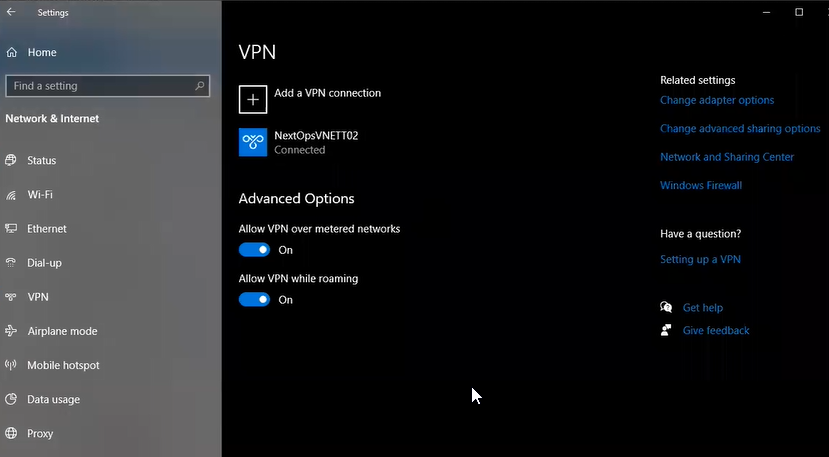 Settings
Home
Find a setting
Network & Internet
Status
Wi-Fi
Ethernet
Dial-up
VPN
Airplane mode
Mobile hotspot
Data usage
Proxy
VPN
Add a VPN connection
NextOpsVNETT02
Connected
Advanced Options
Allow VPN over metered networks
On
Allow VPN while roaming
On
Related settings
Change adapter options
Change advanced sharing options
Network and Sharing Center
Windows Firewall
Have a question?
Setting up a VPN
Get help
Give feedback